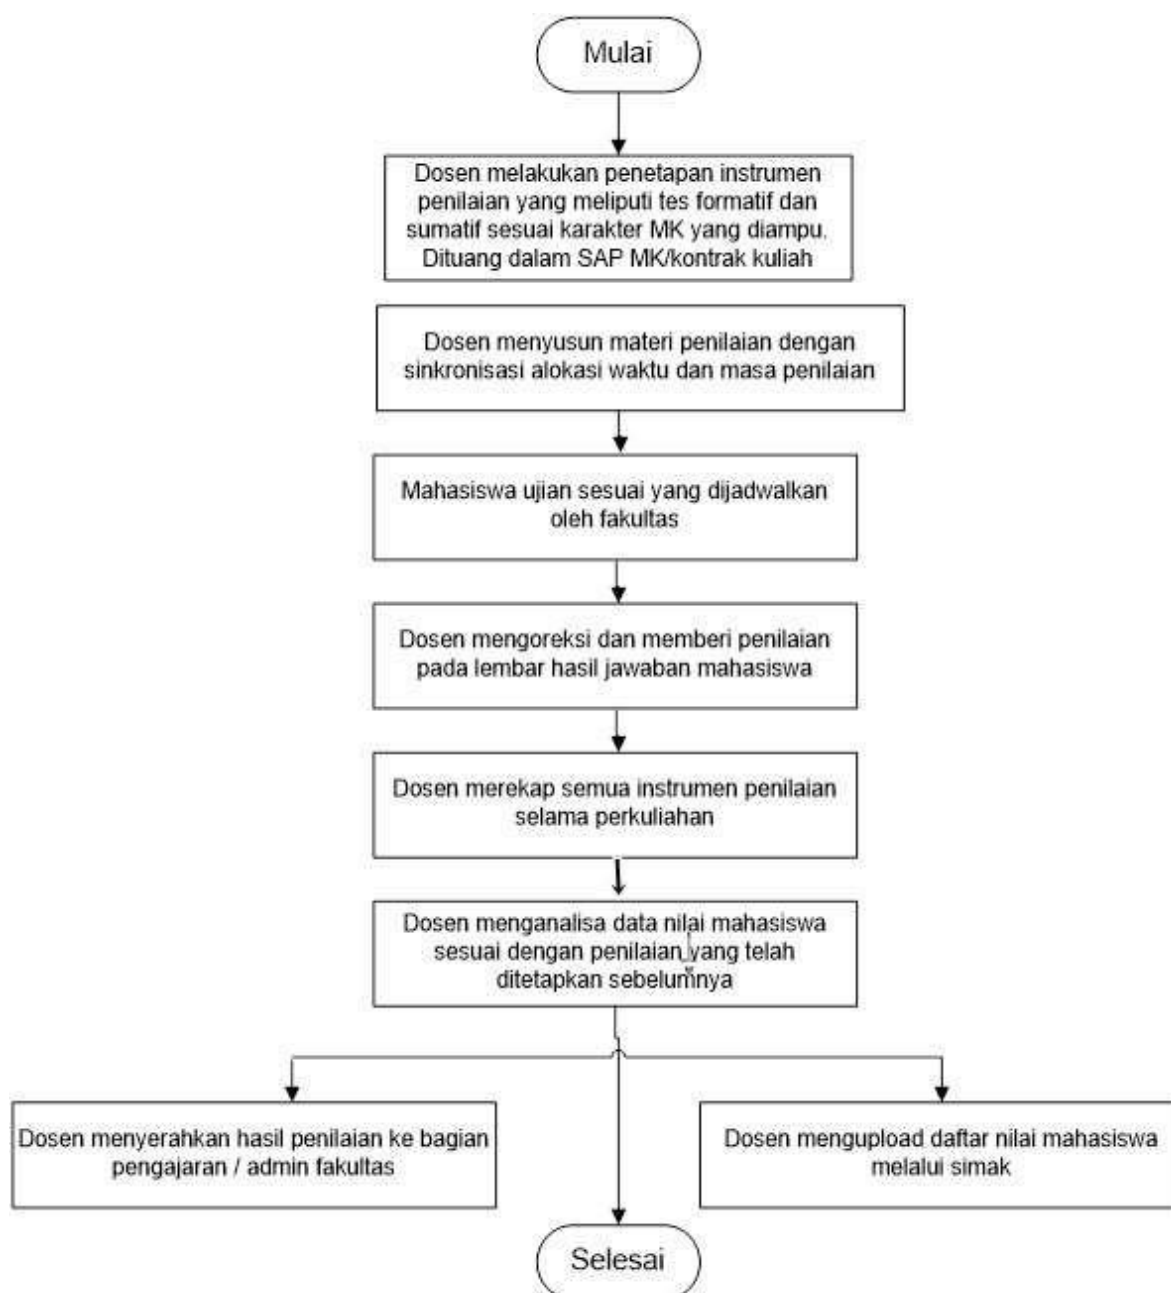 Mulai
Dosen melakukan penetapan instrumen
penilaian yang meliputi tes formatif dan
sumatif sesuai karakter MK yang diampu.
Dituang dalam SAP MK/kontrak kuliah
Dosen menyusun materi penilaian dengan
sinkronisasi alokasi waktu dan masa penilaian
Mahasiswa ujian sesuai yang dijadwalkan
oleh fakultas
Dosen mengoreksi dan memberi penilaian
pada lembar hasil jawaban mahasiswa
Dosen merekap semua instrumen penilaian
selama perkuliahan
Dosen menganalisa data nilai mahasiswa
sesuai dengan penilaian yang telah
ditetapkan sebelumnya
Dosen menyerahkan hasil penilaian ke bagian
pengajaran / admin fakultas
Dosen mengupload daftar nilai mahasiswa
melalui simak
Selesai